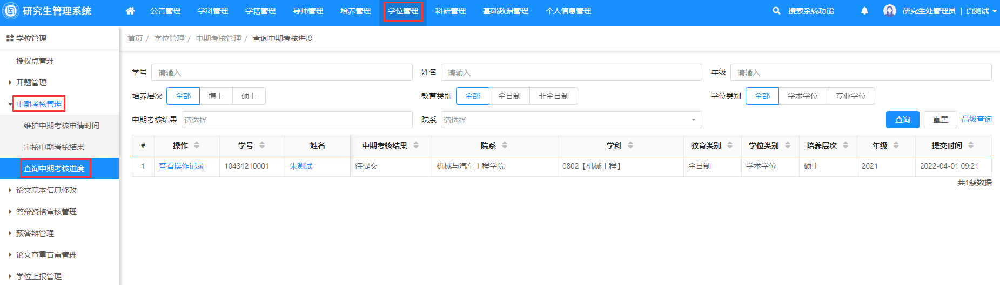 研究生管理系统 公告管理 学科管理 学籍管理 导师管理 培养管理 学位管理 科研管理 基础数据管理 个人信息管理 搜索系统功能 研究生处管理员 | 贾测试
学位管理
授权点管理
开题管理
中期考核管理
维护中期考核申请时间
审核中期考核结果
查询中期考核进度
论文基本信息修改
答辩资格审核管理
预答辩管理
论文查重盲审管理
学位上报管理
首页 / 学位管理 / 中期考核管理 / 查询中期考核进度
学号 请输入 姓名 请输入 年级 请输入
培养层次 全部 博士 硕士 教育类别 全部 全日制 非全日制 学位类别 全部 学术学位 专业学位
中期考核结果 请选择 院系 请选择 查询 重置 高级查询
# 操作 学号 姓名 中期考核结果 院系 学科 教育类别 学位类别 培养层次 年级 提交时间
1 查看操作记录 10431210001 朱测试 待提交 机械与汽车工程学院 0802【机械工程】 全日制 学术学位 硕士 2021 2022-04-01 09:21
共1条数据